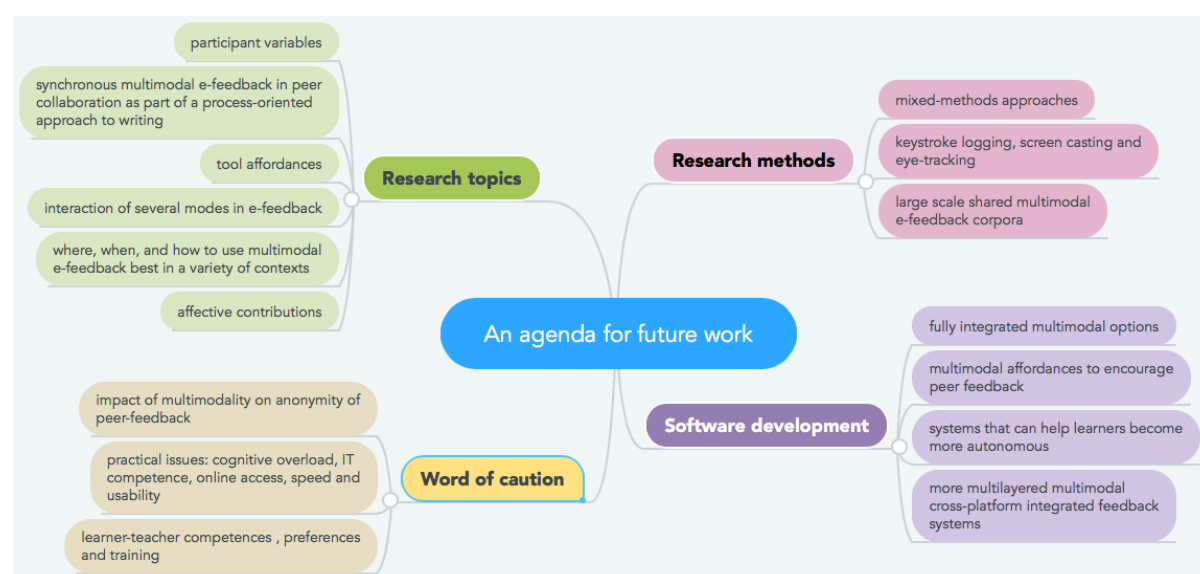 An agenda for future work
Research topics
participant variables
synchronous multimodal e-feedback in peer
collaboration as part of a process-oriented
approach to writing
tool affordances
interaction of several modes in e-feedback
where, when, and how to use multimodal
e-feedback best in a variety of contexts
affective contributions
Research methods
mixed-methods approaches
keystroke logging, screen casting and
eye-tracking
large scale shared multimodal
e-feedback corpora
Software development
fully integrated multimodal options
multimodal affordances to encourage
peer feedback
systems that can help learners become
more autonomous
more multilayered multimodal
cross-platform integrated feedback
systems
Word of caution
impact of multimodality on anonymity of
peer-feedback
practical issues: cognitive overload, IT
competence, online access, speed and
usability
learner-teacher competences , preferences
and training